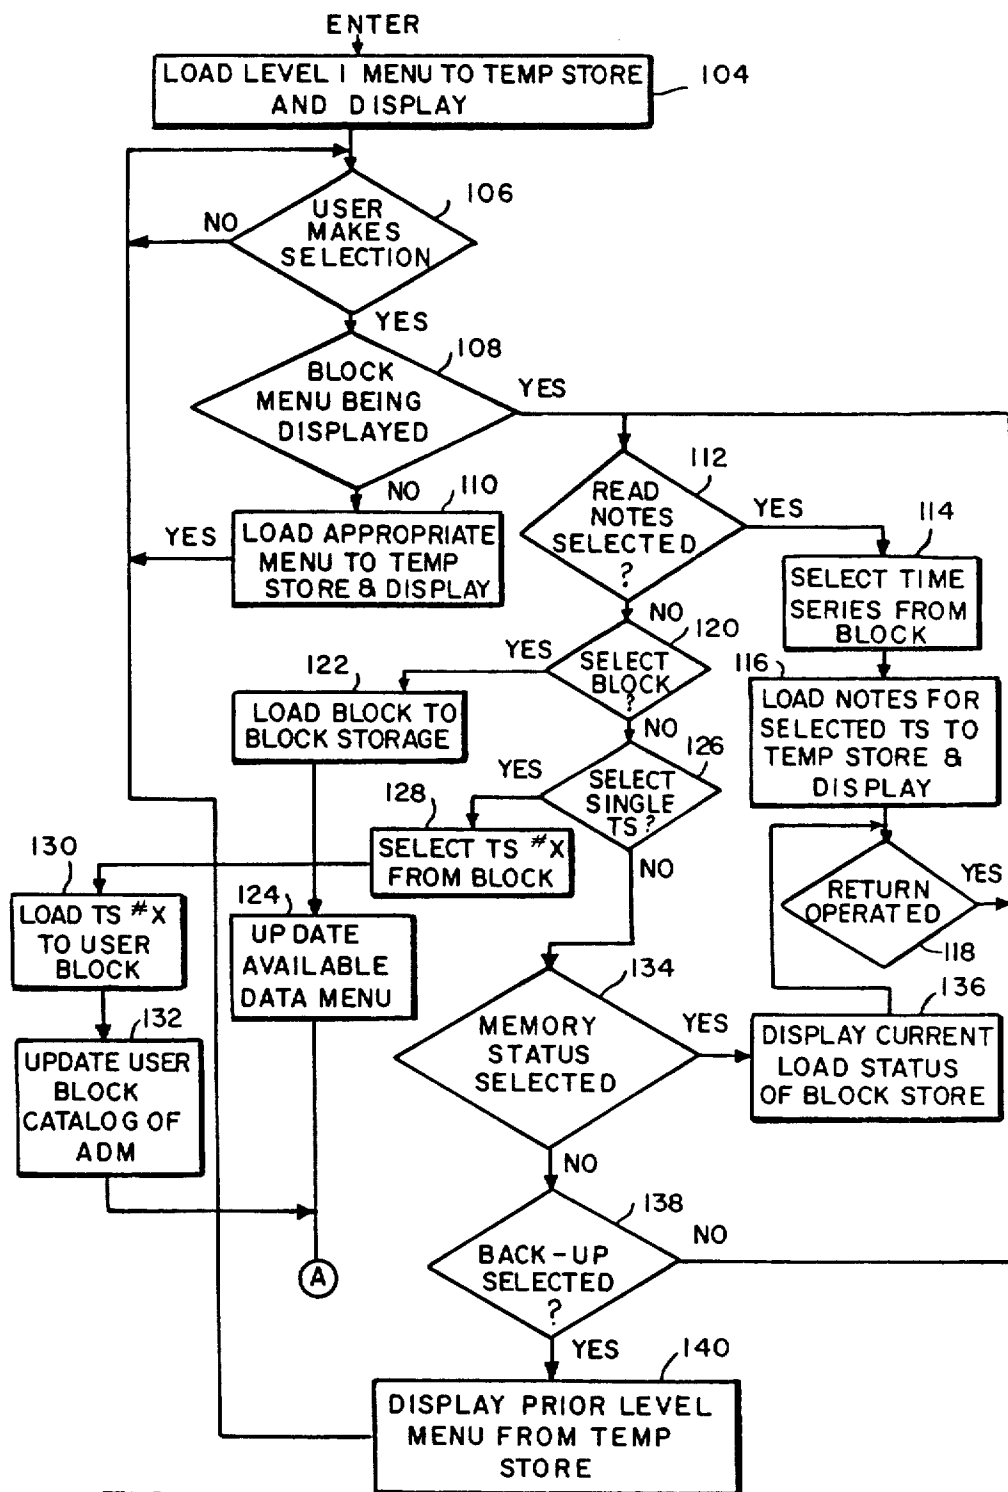 ENTER
LOAD LEVEL 1 MENU TO TEMP STORE
AND DISPLAY
104
106
USER
MAKES
SELECTION
NO
YES
108
BLOCK
MENU BEING
DISPLAYED
YES
NO
110
LOAD APPROPRIATE
MENU TO TEMP
STORE & DISPLAY
YES
112
READ
NOTES
SELECTED
?
YES
NO
114
SELECT TIME
SERIES FROM
BLOCK
116
LOAD NOTES FOR
SELECTED TS TO
TEMP STORE &
DISPLAY
120
SELECT
BLOCK
?
YES
NO
122
LOAD BLOCK TO
BLOCK STORAGE
126
SELECT
SINGLE
TS?
YES
NO
128
SELECT TS #X
FROM BLOCK
RETURN
OPERATED
YES
118
130
LOAD TS #X
TO USER
BLOCK
124
UPDATE
AVAILABLE
DATA MENU
132
UPDATE USER
BLOCK
CATALOG OF
ADM
134
MEMORY
STATUS
SELECTED
YES
NO
136
DISPLAY CURRENT
LOAD STATUS
OF BLOCK STORE
138
BACK-UP
SELECTED
?
NO
YES
A
140
DISPLAY PRIOR LEVEL
MENU FROM TEMP
STORE